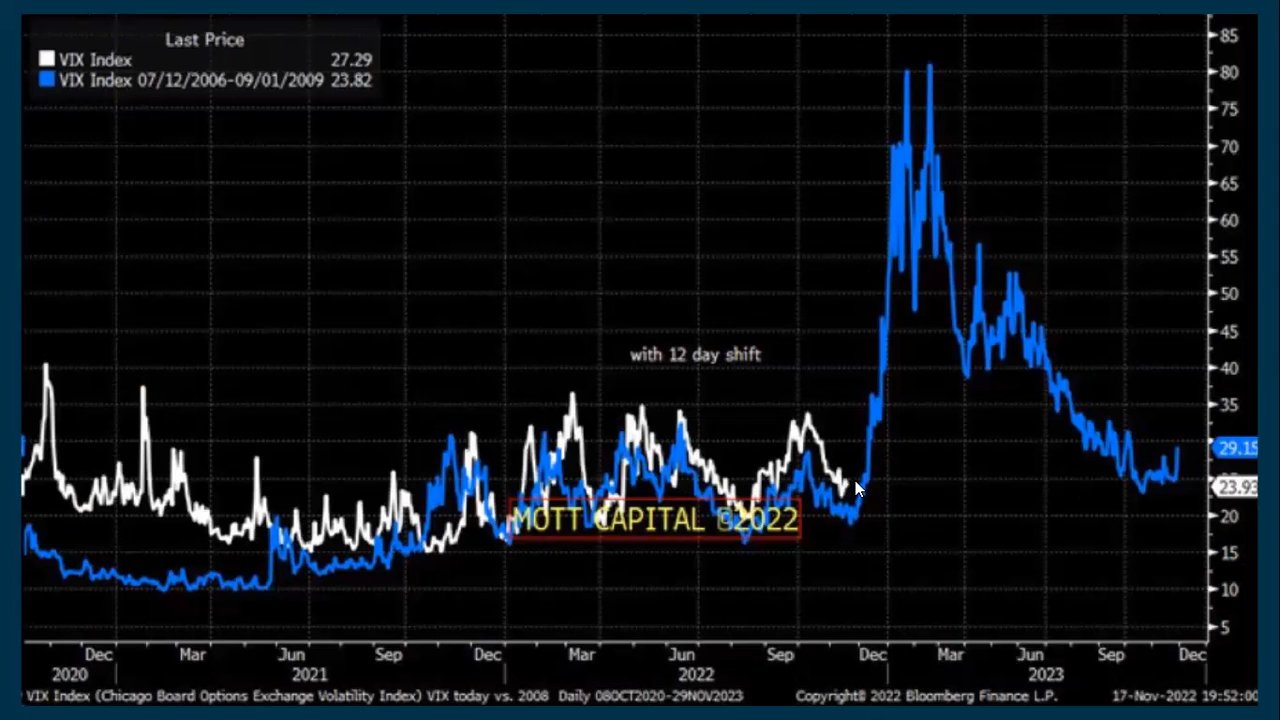 Last Price
VIX Index 27.29
VIX Index 07/12/2006-09/01/2009 23.82
85
80
75
70
65
60
55
50
45
40
35
29.15
23.93
20
15
10
5
with 12 day shift
MOTT CAPITAL ©2022
Dec Mar Jun Sep Dec Mar Jun Sep Dec Mar Jun Sep Dec
2020 2021 2022 2023
VIX Index (Chicago Board Options Exchange Volatility Index) VIX today vs. 2008 Daily 08OCT2020-29NOV2023 Copyright© 2022 Bloomberg Finance L.P. 17-Nov-2022 19:52:00